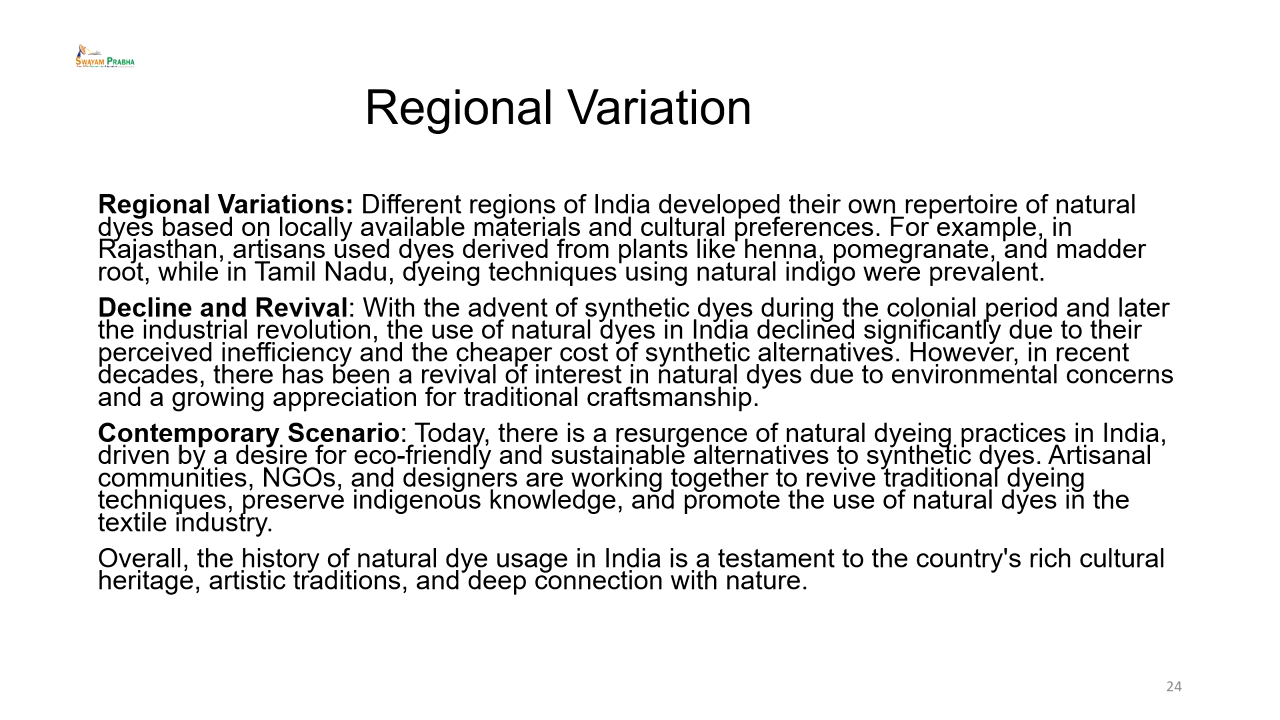 SWAYAM PRABHA
Regional Variation
Regional Variations: Different regions of India developed their own repertoire of natural
dyes based on locally available materials and cultural preferences. For example, in
Rajasthan, artisans used dyes derived from plants like henna, pomegranate, and madder
root, while in Tamil Nadu, dyeing techniques using natural indigo were prevalent.
Decline and Revival: With the advent of synthetic dyes during the colonial period and later
the industrial revolution, the use of natural dyes in India declined significantly due to their
perceived inefficiency and the cheaper cost of synthetic alternatives. However, in recent
decades, there has been a revival of interest in natural dyes due to environmental concerns
and a growing appreciation for traditional craftsmanship.
Contemporary Scenario: Today, there is a resurgence of natural dyeing practices in India,
driven by a desire for eco-friendly and sustainable alternatives to synthetic dyes. Artisanal
communities, NGOs, and designers are working together to revive traditional dyeing
techniques, preserve indigenous knowledge, and promote the use of natural dyes in the
textile industry.
Overall, the history of natural dye usage in India is a testament to the country's rich cultural
heritage, artistic traditions, and deep connection with nature.
24